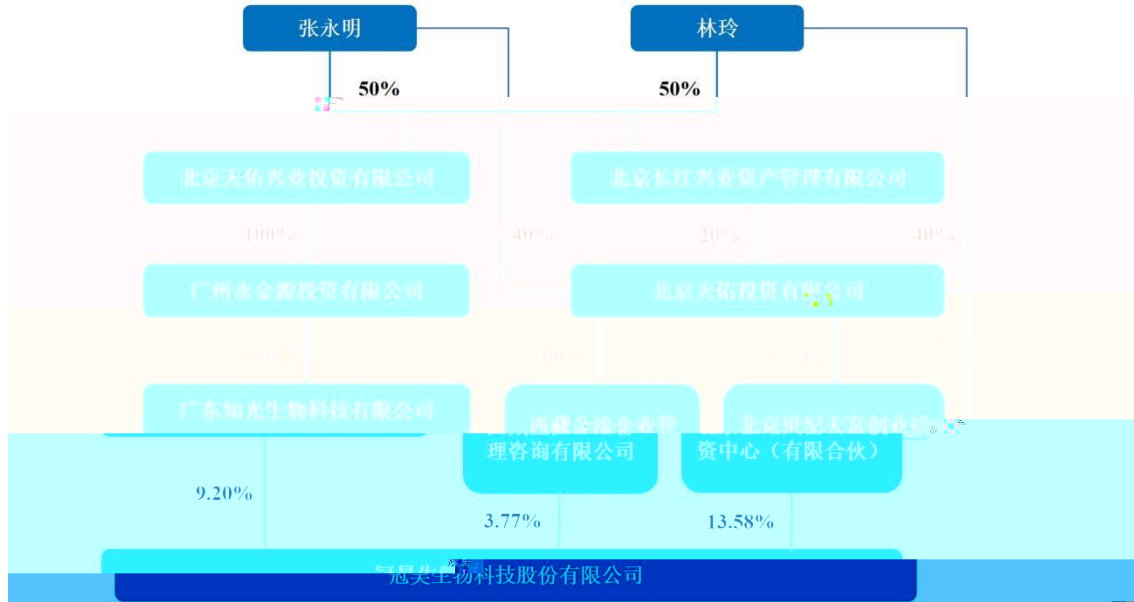 张永明
林玲
50%
50%
北京天佑兴业投资有限公司
北京长江兴业资产管理有限公司
100%
40%
20%
40%
广州永金源投资有限公司
北京天佑投资有限公司
广东知光生物科技有限公司
西藏金添企业管
理咨询有限公司
北京世纪天富创业投
资中心（有限合伙）
9.20%
3.77%
13.58%
冠昊生物科技股份有限公司